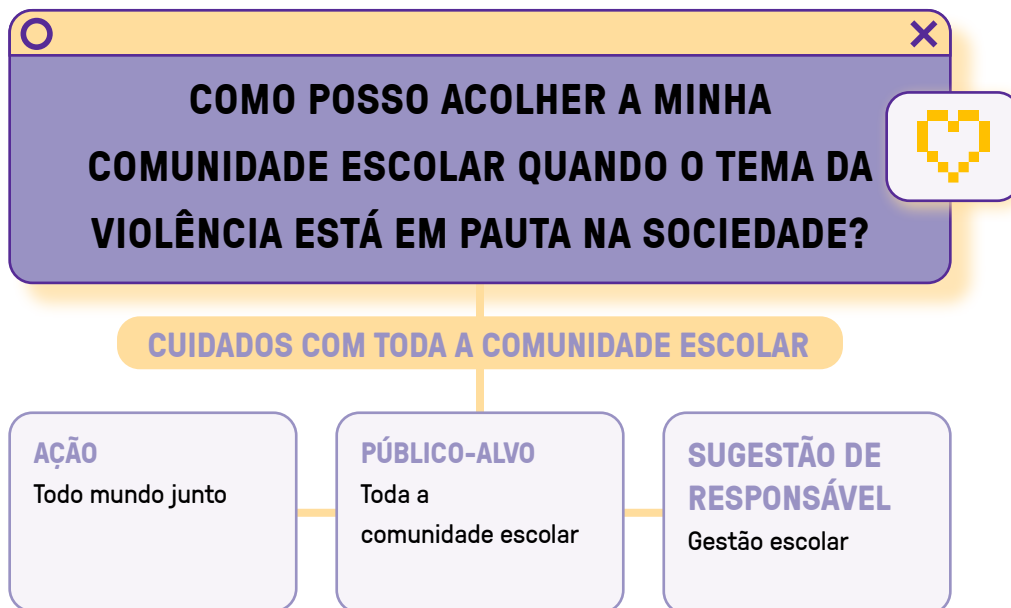 COMO POSSO ACOLHER A MINHA
COMUNIDADE ESCOLAR QUANDO O TEMA DA
VIOLÊNCIA ESTÁ EM PAUTA NA SOCIEDADE?
CUIDADOS COM TODA A COMUNIDADE ESCOLAR
AÇÃO
Todo mundo junto
PÚBLICO-ALVO
Toda a
comunidade escolar
SUGESTÃO DE
RESPONSÁVEL
Gestão escolar